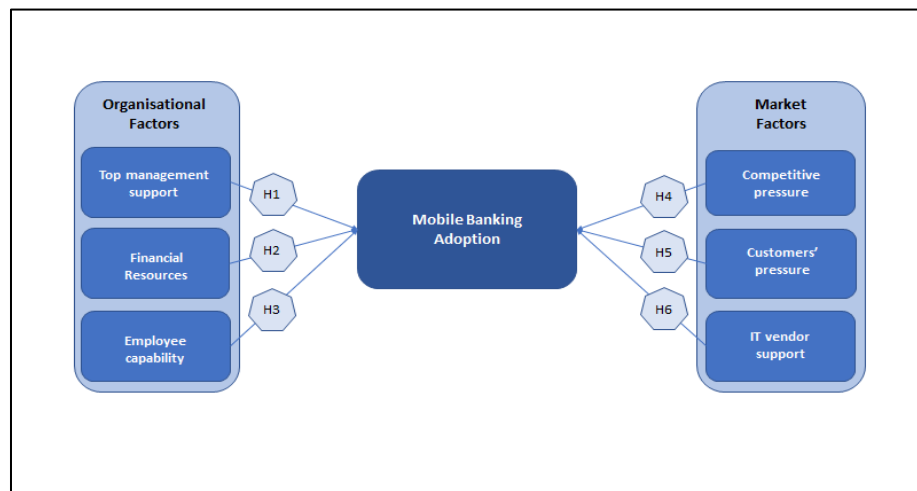 Organisational
Factors
Top management
support
Financial
Resources
Employee
capability
H1
H2
H3
Mobile Banking
Adoption
H4
H5
H6
Market
Factors
Competitive
pressure
Customers’
pressure
IT vendor
support